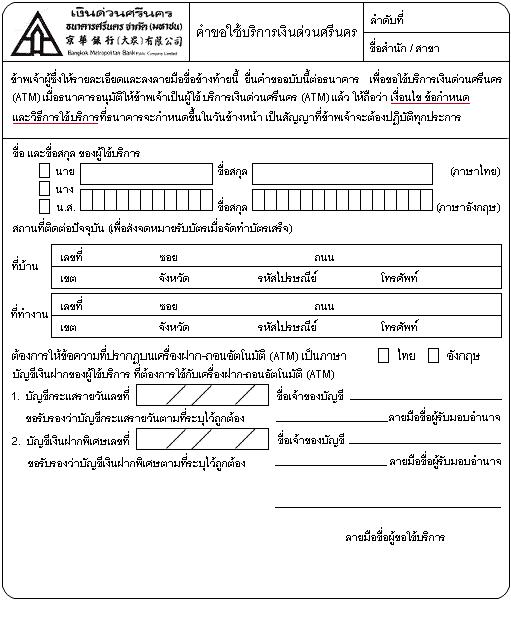 เงินด่วนศรีนคร
ธนาคารศรีนคร จำกัด (มหาชน)
京華銀行(大眾)有限公司
Bangkok Metropolitan Bank Public Company Limited
คำขอใช้บริการเงินด่วนศรีนคร
ลำดับที่
ชื่อสำนัก / สาขา
ข้าพเจ้าผู้ซึ่งให้รายละเอียดและลงลายมือชื่อข้างท้ายนี้ ยื่นคำขอฉบับนี้ต่อธนาคาร เพื่อขอใช้บริการเงินด่วนศรีนคร
(ATM) เมื่อธนาคารอนุมัติให้ข้าพเจ้าเป็นผู้ใช้ บริการเงินด่วนศรีนคร (ATM) แล้ว ให้ถือว่า เงื่อนไข ข้อกำหนด
และวิธีการใช้บริการที่ธนาคารจะกำหนดขึ้นในวันข้างหน้า เป็นสัญญาที่ข้าพเจ้าจะต้องปฏิบัติทุกประการ
ชื่อ และชื่อสกุล ของผู้ใช้บริการ
นาย ชื่อสกุล (ภาษาไทย)
นาง
น.ส. ชื่อสกุล (ภาษาอังกฤษ)
สถานที่ติดต่อปัจจุบัน (เพื่อส่งจดหมายรับบัตรเมื่อจัดทำบัตรเสร็จ)
ที่บ้าน
เลขที่ ซอย ถนน
เขต จังหวัด รหัสไปรษณีย์ โทรศัพท์
ที่ทำงาน
เลขที่ ซอย ถนน
เขต จังหวัด รหัสไปรษณีย์ โทรศัพท์
ต้องการให้ข้อความที่ปรากฏบนเครื่องฝาก-ถอนอัตโนมัติ (ATM) เป็นภาษา ไทย อังกฤษ
บัญชีเงินฝากของผู้ใช้บริการ ที่ต้องการใช้กับเครื่องฝาก-ถอนอัตโนมัติ (ATM)
1. บัญชีกระแสรายวันเลขที่ / / / ชื่อเจ้าของบัญชี
ขอรับรองว่าบัญชีกระแสรายวันตามที่ระบุไว้ถูกต้อง ลายมือชื่อผู้รับมอบอำนาจ
2. บัญชีเงินฝากพิเศษเลขที่ / / / ชื่อเจ้าของบัญชี
ขอรับรองว่าบัญชีเงินฝากพิเศษตามที่ระบุไว้ถูกต้อง ลายมือชื่อผู้รับมอบอำนาจ
ลายมือชื่อผู้ขอใช้บริการ